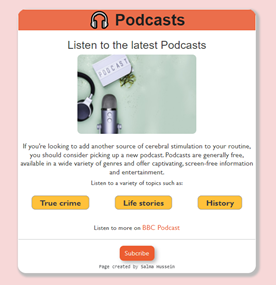 Podcasts
Listen to the latest Podcasts
PODCAST
If you're looking to add another source of cerebral stimulation to your routine,
you should consider picking up a new podcast. Podcasts are generally free,
available in a wide variety of genres and offer captivating, screen-free information
and entertainment.
Listen to a variety of topics such as:
True crime
Life stories
History
Listen to more on BBC Podcast
Subscribe
Page created by Salma Hussein